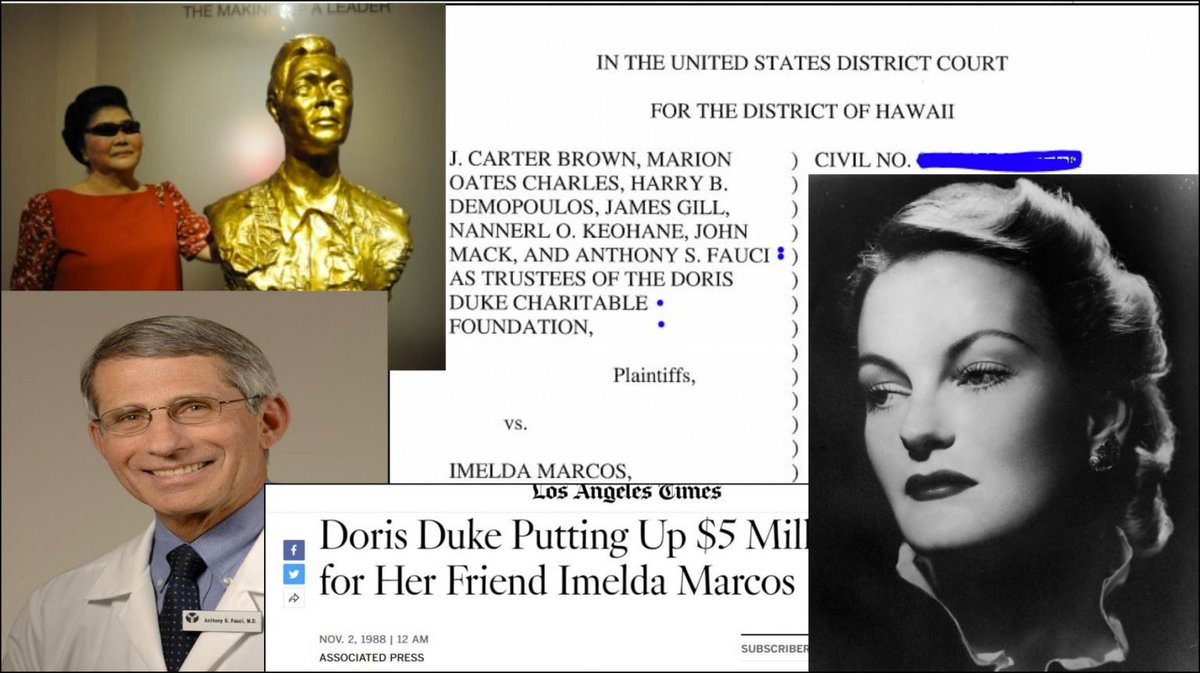 THE MAKING OF A LEADER
IN THE UNITED STATES DISTRICT COURT
FOR THE DISTRICT OF HAWAII
J. CARTER BROWN, MARION ) CIVIL NO.
OATES CHARLES, HARRY B. )
DEMOPOULOS, JAMES GILL, )
NANNERL O. KEOHANE, JOHN )
MACK, AND ANTHONY S. FAUCI )
AS TRUSTEES OF THE DORIS )
DUKE CHARITABLE )
FOUNDATION, )
)
Plaintiffs, )
)
vs. )
)
IMELDA MARCOS, )
Los Angeles Times
Doris Duke Putting Up $5 Mill
for Her Friend Imelda Marcos
NOV. 2, 1988 | 12 AM
ASSOCIATED PRESS
SUBSCRIBER
Anthony S. Fauci, M.D.